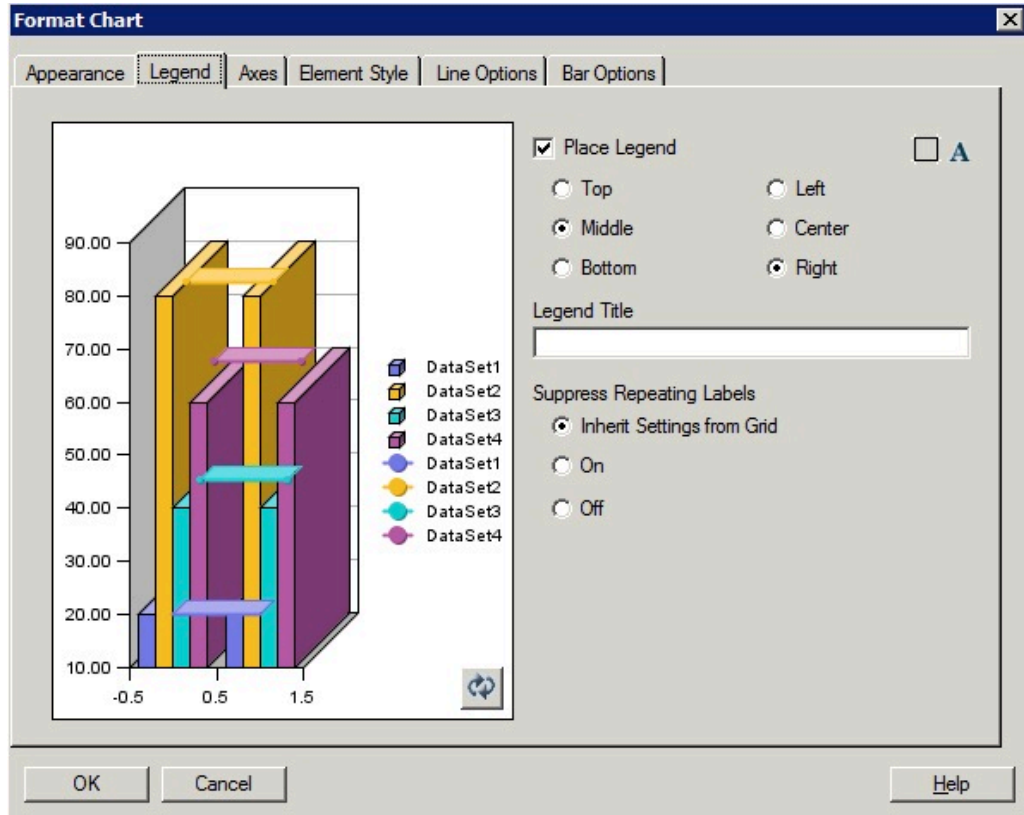 Format Chart
Appearance Legend Axes Element Style Line Options Bar Options
Place Legend A
Top Left
Middle Center
Bottom Right
Legend Title
Suppress Repeating Labels
Inherit Settings from Grid
On
Off
90.00
80.00
70.00
60.00
50.00
40.00
30.00
20.00
10.00
-0.5 0.5 1.5
DataSet1
DataSet2
DataSet3
DataSet4
DataSet1
DataSet2
DataSet3
DataSet4
OK Cancel Help